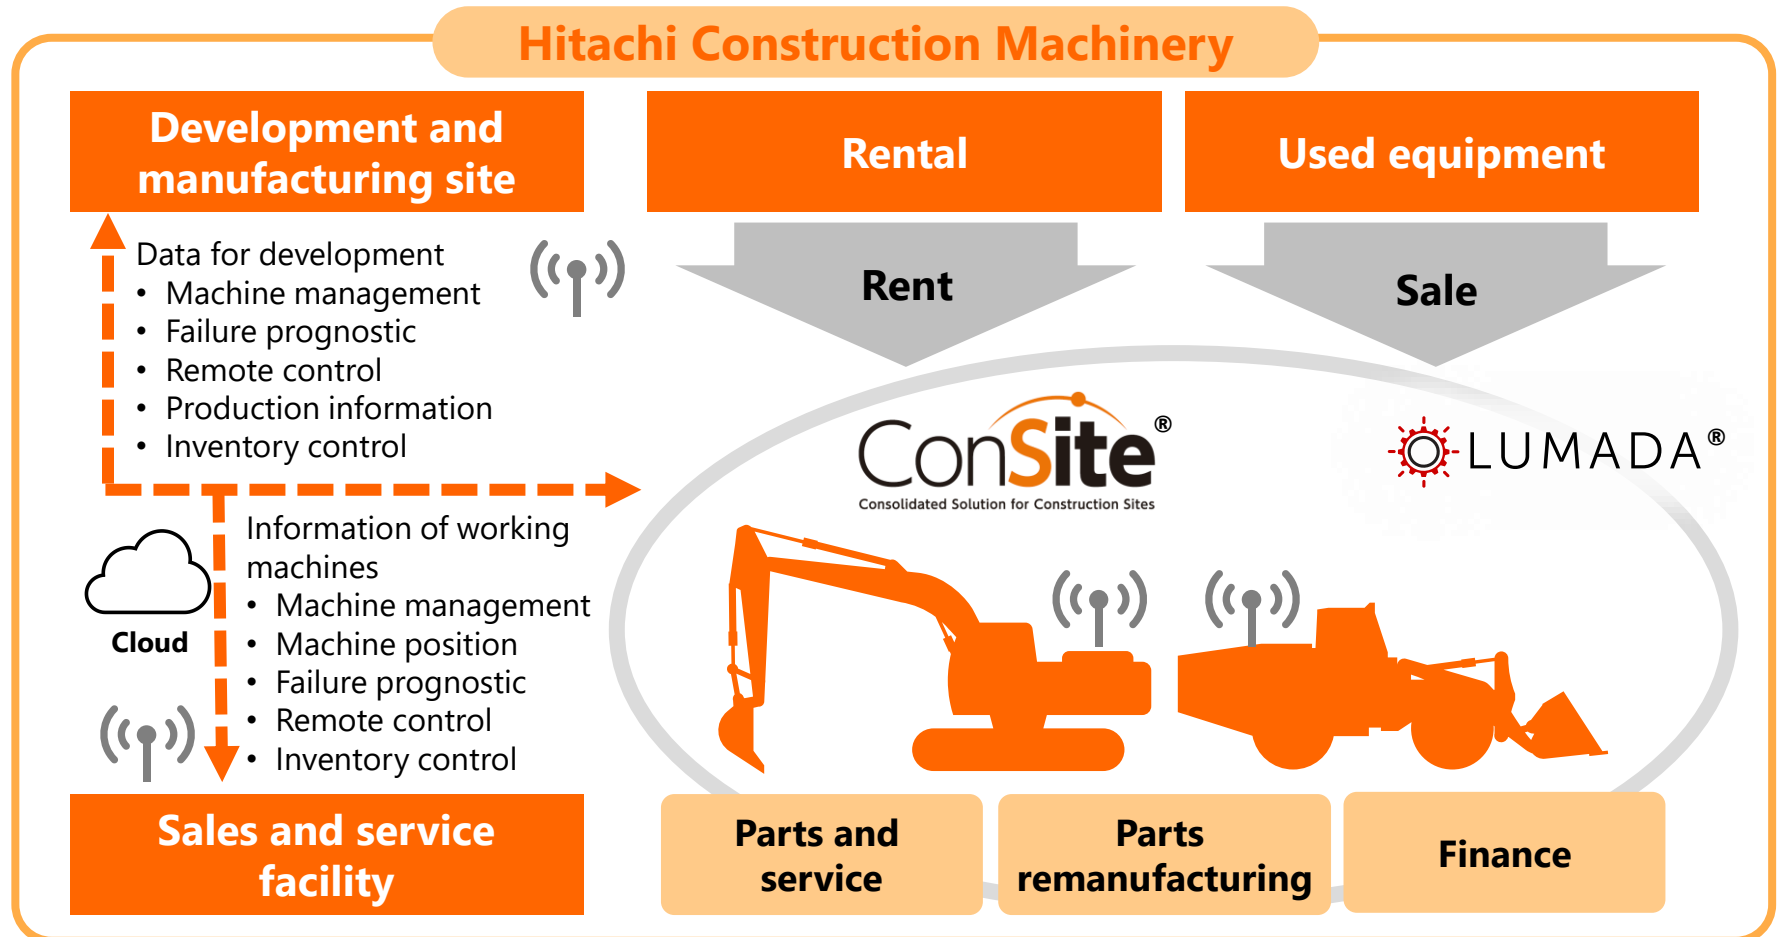 Hitachi Construction Machinery
Development and
manufacturing site
Rental
Used equipment
Data for development
• Machine management
• Failure prognostic
• Remote control
• Production information
• Inventory control
Rent
Sale
ConSite®
Consolidated Solution for Construction Sites
LUMADA®
Information of working
machines
• Machine management
• Machine position
• Failure prognostic
• Remote control
• Inventory control
Cloud
Sales and service
facility
Parts and
service
Parts
remanufacturing
Finance